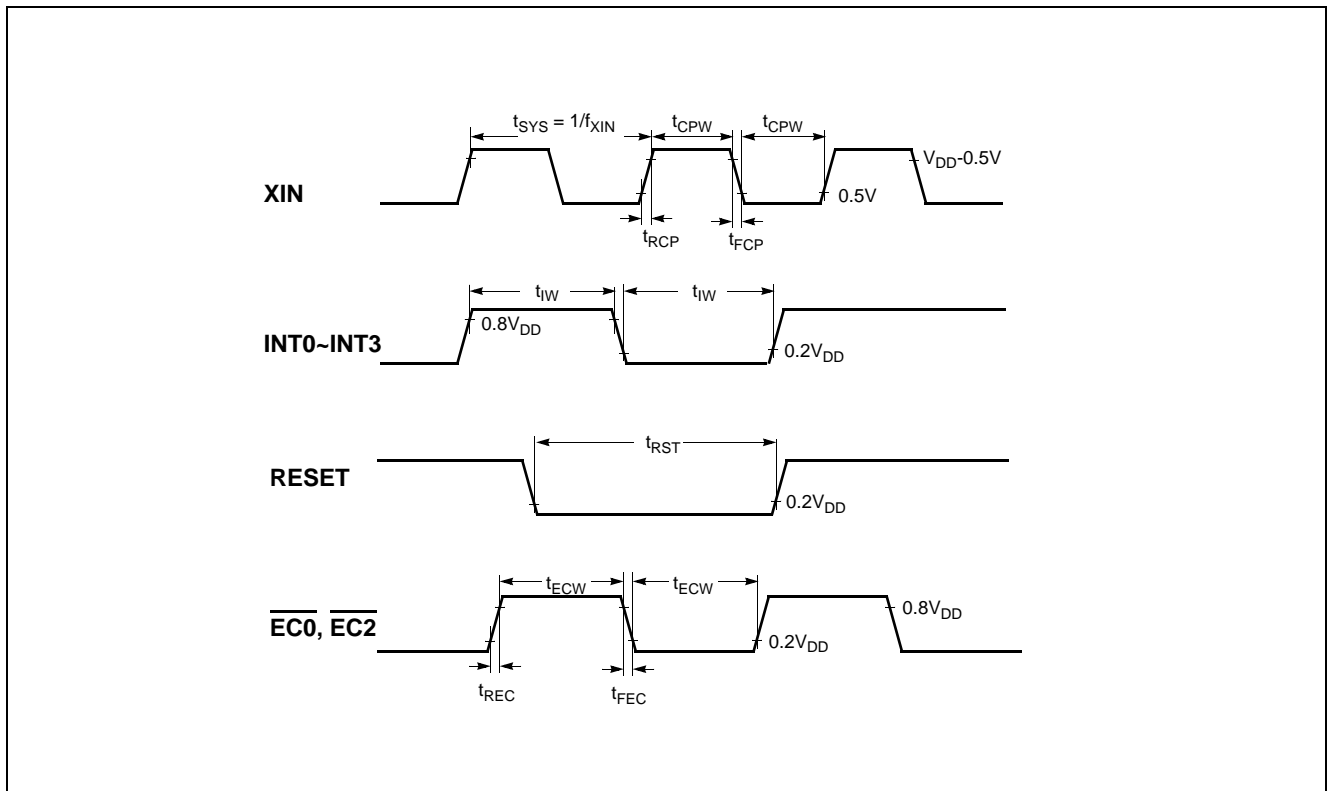 tSYS = 1/fXIN tCPW tCPW
VDD-0.5V
XIN
0.5V
tRCP tFCP
tIW tIW
0.8VDD
INT0~INT3
0.2VDD
tRST
RESET
0.2VDD
tECW tECW
0.8VDD
EC0, EC2
0.2VDD
tREC tFEC